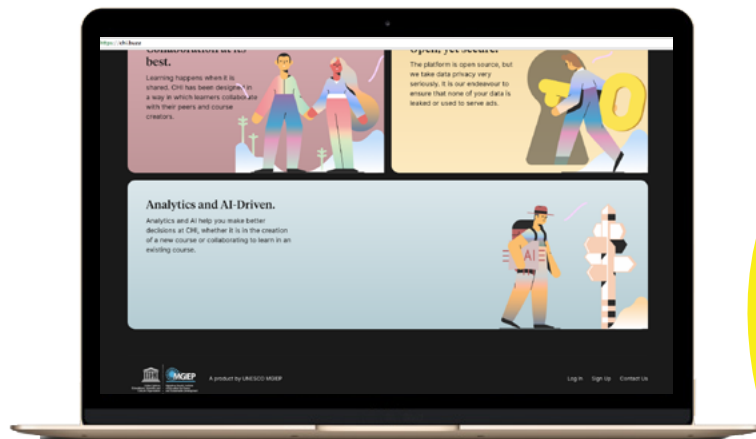 https://chi.buzz
Collaboration at its
best.
Learning happens when it is
shared. CHI has been designed in
a way in which learners collaborate
with their peers and course
creators.
Open, yet secure.
The platform is open source, but
we take data privacy very
seriously. It is our endeavour to
ensure that none of your data is
leaked or used to serve ads.
Analytics and AI-Driven.
Analytics and AI help you make better
decisions at CHI, whether it is in the creation
of a new course or collaborating to learn in an
existing course.
AI
MGIEP
A product by UNESCO MGIEP
Log In Sign Up Contact Us